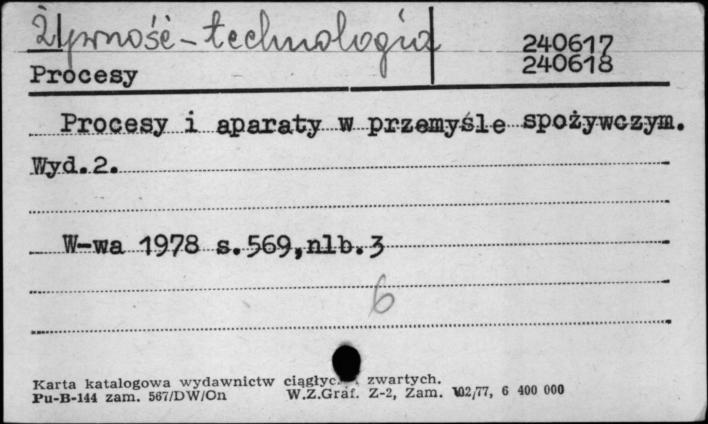 Żywność-technologia
240617
240618
Procesy
Procesy i aparaty w przemyśle spożywczym.
Wyd.2.
W-wa 1978 s.569,nlb.3
6
Karta katalogowa wydawnictw zwartych.
Pu-B-144 zam. 567/DW/On W.Z.Graf. Z-2, Zam. 102/77, 6 400 000